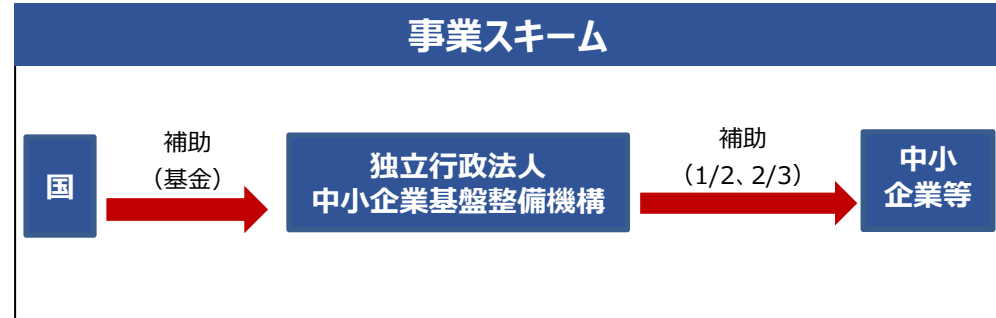 事業スキーム
国
補助
（基金）
独立行政法人
中小企業基盤整備機構
補助
（1/2、2/3）
中小
企業等